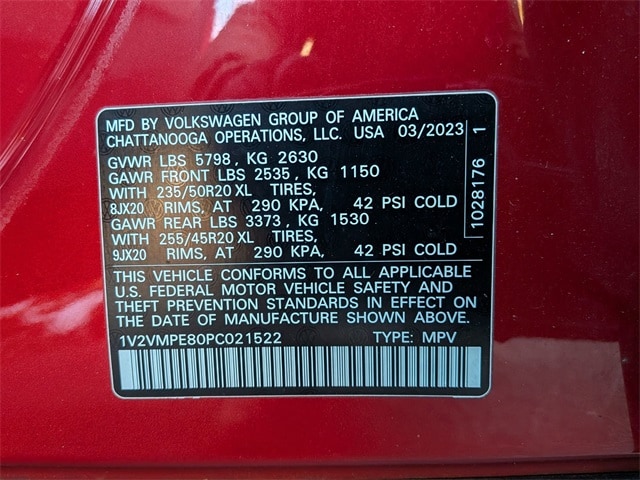 MFD BY VOLKSWAGEN GROUP OF AMERICA
CHATTANOOGA OPERATIONS, LLC. USA 03/2023
GVWR LBS 5798, KG 2630
GAWR FRONT LBS 2535, KG 1150
WITH 235/50R20 XL TIRES,
8JX20 RIMS, AT 290 KPA, 42 PSI COLD
GAWR REAR LBS 3373, KG 1530
WITH 255/45R20 XL TIRES,
9JX20 RIMS, AT 290 KPA, 42 PSI COLD
1028176 1
THIS VEHICLE CONFORMS TO ALL APPLICABLE
U.S. FEDERAL MOTOR VEHICLE SAFETY AND
THEFT PREVENTION STANDARDS IN EFFECT ON
THE DATE OF MANUFACTURE SHOWN ABOVE.
1V2VMPE80PC021522 TYPE: MPV